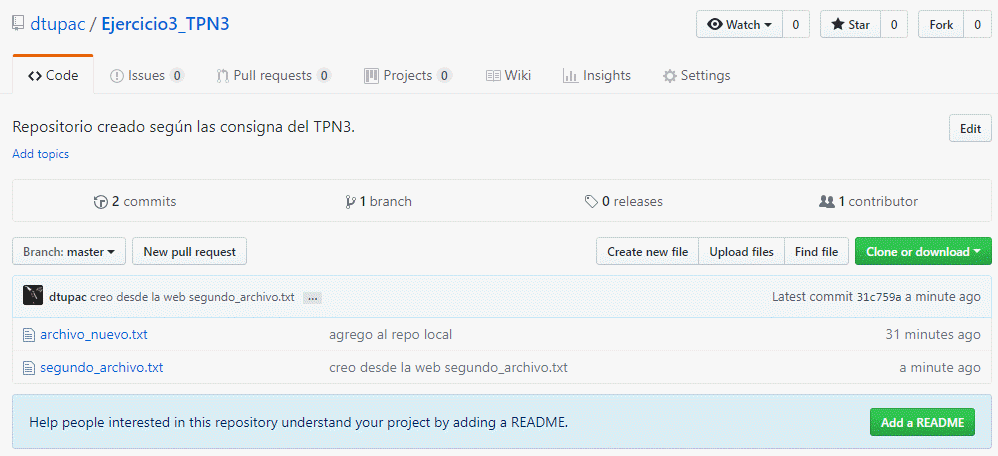 dtupac / Ejercicio3_TPN3 Watch 0 Star 0 Fork 0
Code Issues 0 Pull requests 0 Projects 0 Wiki Insights Settings
Repositorio creado según las consigna del TPN3. Edit
Add topics
2 commits 1 branch 0 releases 1 contributor
Branch: master New pull request Create new file Upload files Find file Clone or download
dtupac creo desde la web segundo_archivo.txt ... Latest commit 31c759a a minute ago
archivo_nuevo.txt agrego al repo local 31 minutes ago
segundo_archivo.txt creo desde la web segundo_archivo.txt a minute ago
Help people interested in this repository understand your project by adding a README. Add a README